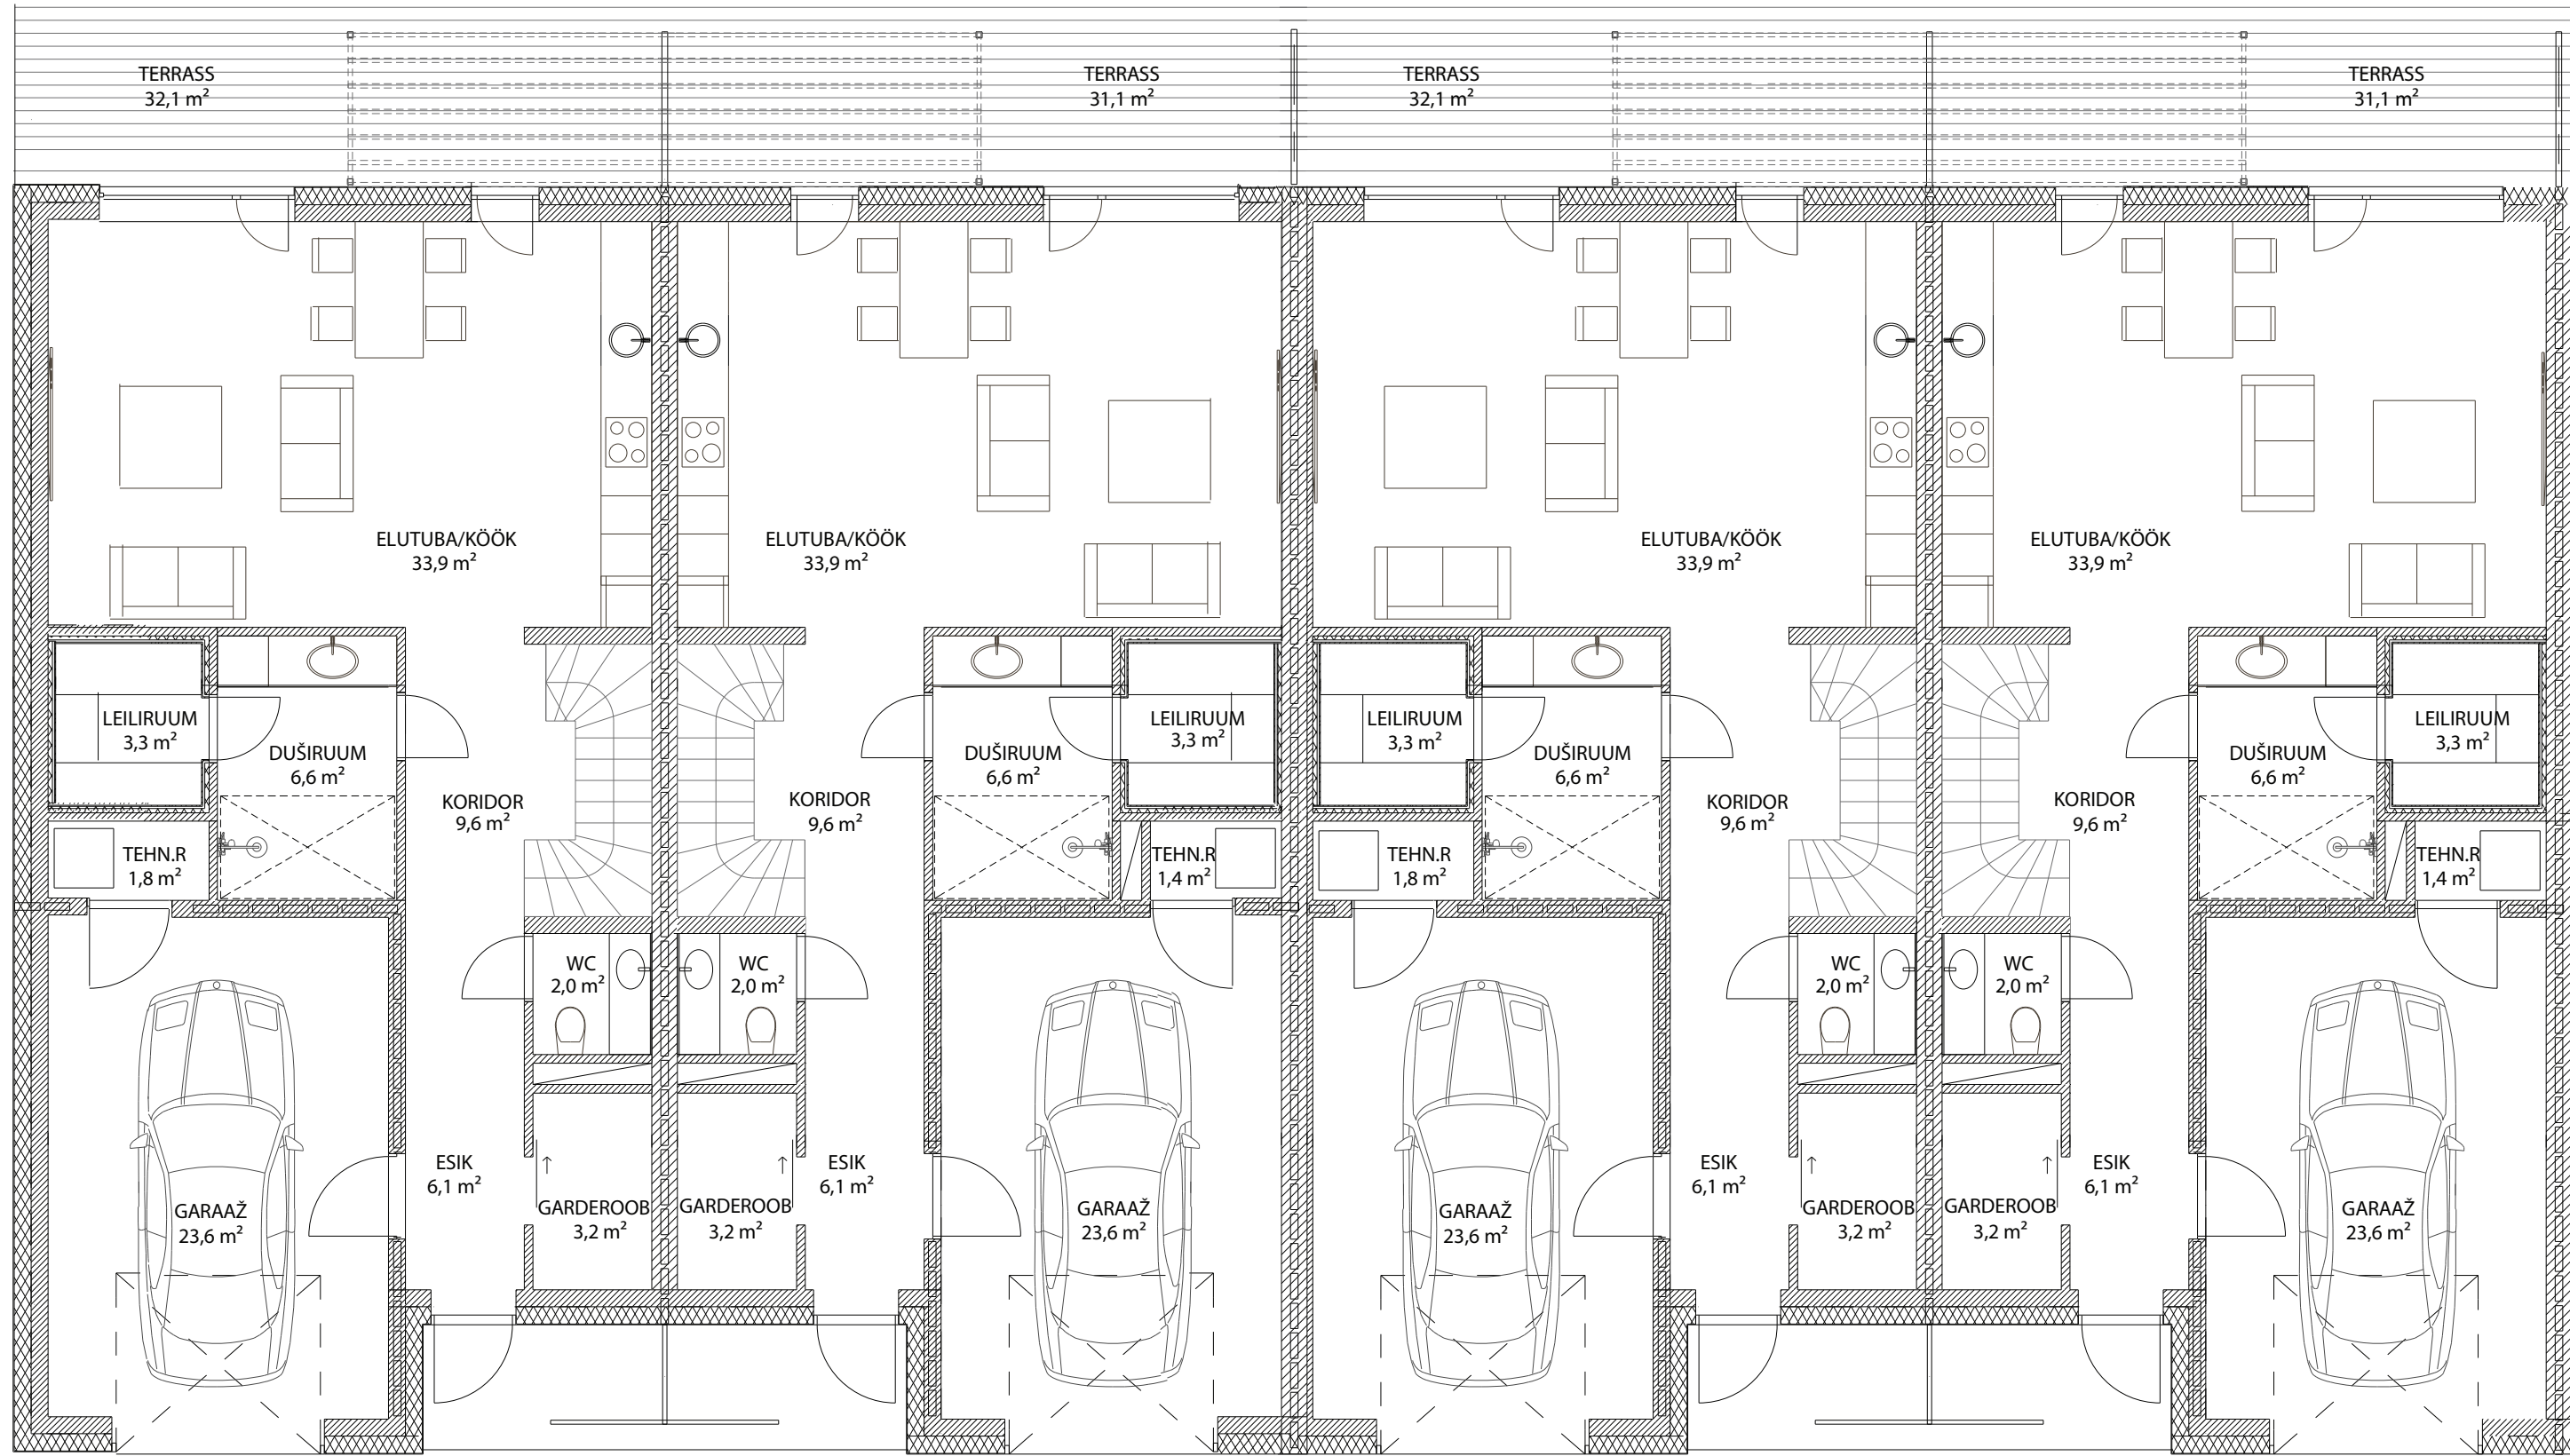 TERRASS
32,1 m²
TERRASS
31,1 m²
TERRASS
32,1 m²
TERRASS
31,1 m²
ELUTUBA/KÖÖK
33,9 m²
ELUTUBA/KÖÖK
33,9 m²
ELUTUBA/KÖÖK
33,9 m²
ELUTUBA/KÖÖK
33,9 m²
LEILIRUUM
3,3 m²
DUŠIRUUM
6,6 m²
KORIDOR
9,6 m²
KORIDOR
9,6 m²
DUŠIRUUM
6,6 m²
LEILIRUUM
3,3 m²
LEILIRUUM
3,3 m²
DUŠIRUUM
6,6 m²
KORIDOR
9,6 m²
KORIDOR
9,6 m²
DUŠIRUUM
6,6 m²
LEILIRUUM
3,3 m²
TEHN.R
1,8 m²
TEHN.R
1,4 m²
TEHN.R
1,8 m²
TEHN.R
1,4 m²
WC
2,0 m²
WC
2,0 m²
WC
2,0 m²
WC
2,0 m²
ESIK
6,1 m²
ESIK
6,1 m²
ESIK
6,1 m²
ESIK
6,1 m²
GARAAŽ
23,6 m²
GARDEROOB
3,2 m²
GARDEROOB
3,2 m²
GARAAŽ
23,6 m²
GARAAŽ
23,6 m²
GARDEROOB
3,2 m²
GARDEROOB
3,2 m²
GARAAŽ
23,6 m²